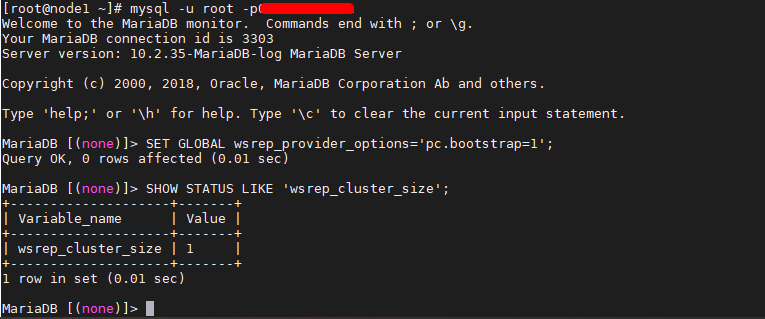 [root@node1 ~]# mysql -u root -p
Welcome to the MariaDB monitor.  Commands end with ; or \g.
Your MariaDB connection id is 3303
Server version: 10.2.35-MariaDB-log MariaDB Server

Copyright (c) 2000, 2018, Oracle, MariaDB Corporation Ab and others.

Type 'help;' or '\h' for help. Type '\c' to clear the current input statement.

MariaDB [(none)]> SET GLOBAL wsrep_provider_options='pc.bootstrap=1';
Query OK, 0 rows affected (0.01 sec)

MariaDB [(none)]> SHOW STATUS LIKE 'wsrep_cluster_size';
+--------------------+-------+
| Variable_name      | Value |
+--------------------+-------+
| wsrep_cluster_size | 1     |
+--------------------+-------+
1 row in set (0.01 sec)

MariaDB [(none)]>